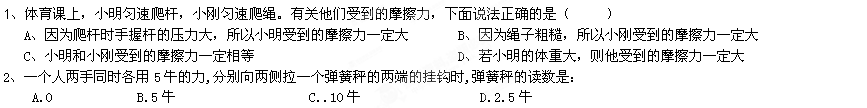 1、体育课上，小明匀速爬杆，小刚匀速爬绳。有关他们受到的摩擦力，下面说法正确的是（　　）
A、因为爬杆时手握杆的压力大，所以小明受到的摩擦力一定大　　B、因为绳子粗糙，所以小刚受到的摩擦力一定大
C、小明和小刚受到的摩擦力一定相等　　D、若小明的体重大，则他受到的摩擦力一定大
2、一个人两手同时各用 5 牛的力,分别向两侧拉一个弹簧秤的两端的挂钩时,弹簧秤的读数是:
A.0　　B.5 牛　　C..10 牛　　D.2.5 牛